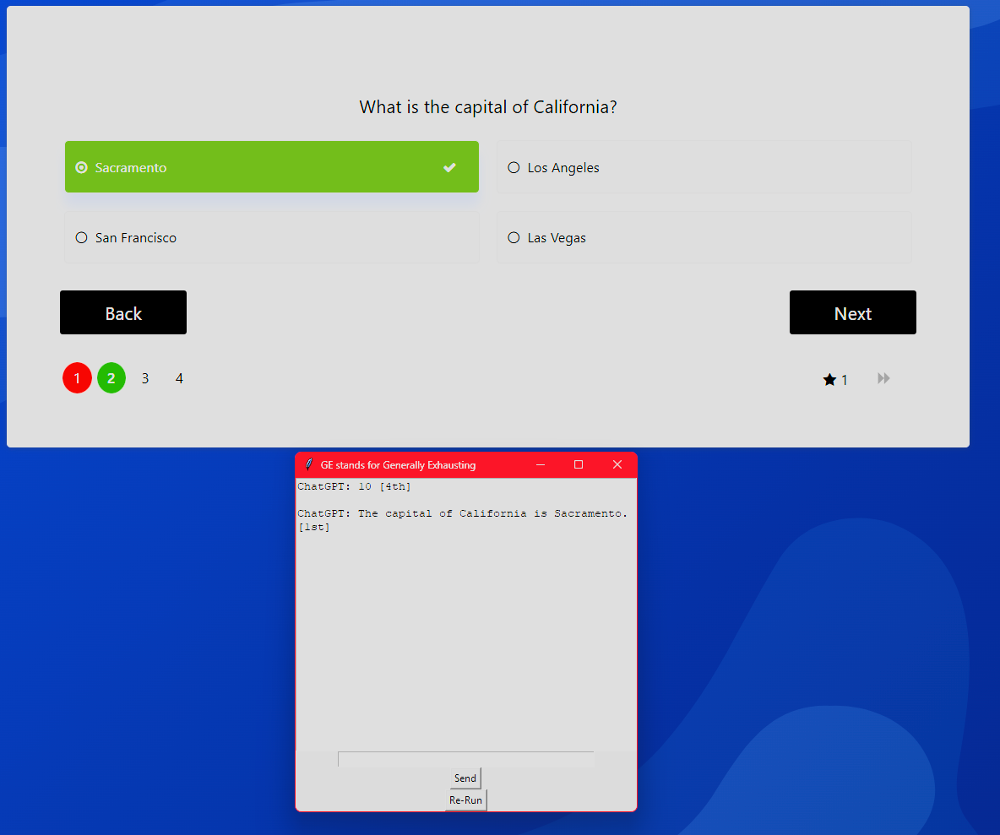 What is the capital of California?
Sacramento
Los Angeles
San Francisco
Las Vegas
Back
Next
1 2 3 4
1
GE stands for Generally Exhausting
ChatGPT: 10 [4th]
ChatGPT: The capital of California is Sacramento.
[1st]
Send
Re-Run